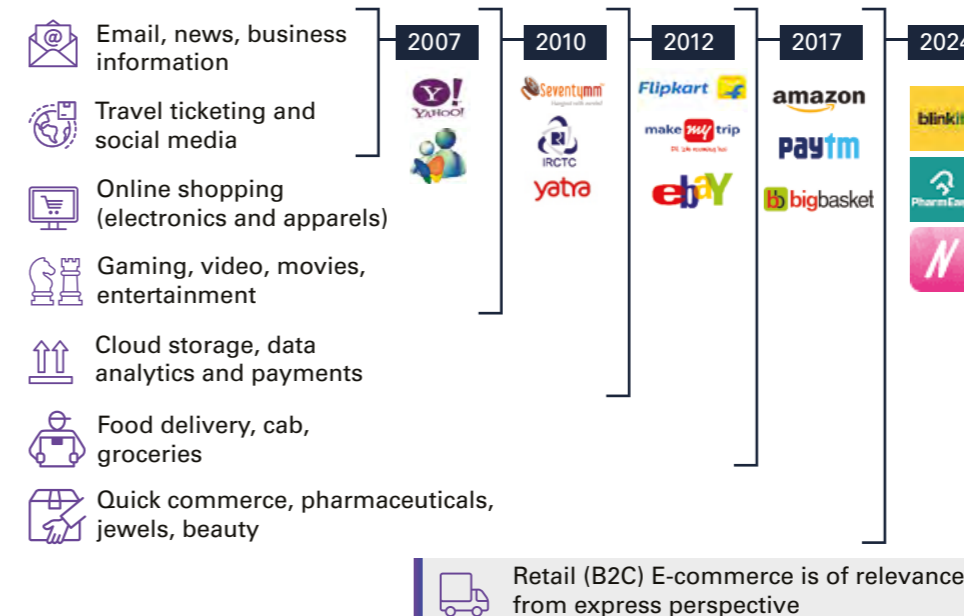 Email, news, business
information
Travel ticketing and
social media
Online shopping
(electronics and apparels)
Gaming, video, movies,
entertainment
Cloud storage, data
analytics and payments
Food delivery, cab,
groceries
Quick commerce, pharmaceuticals,
jewels, beauty
2007
YAHOO!
2010
Seventymm
IRCTC
yatra
2012
Flipkart
make my trip
ebay
2017
amazon
paytm
bigbasket
2024
blinkit
PharmEas
N
Retail (B2C) E-commerce is of relevance
from express perspective